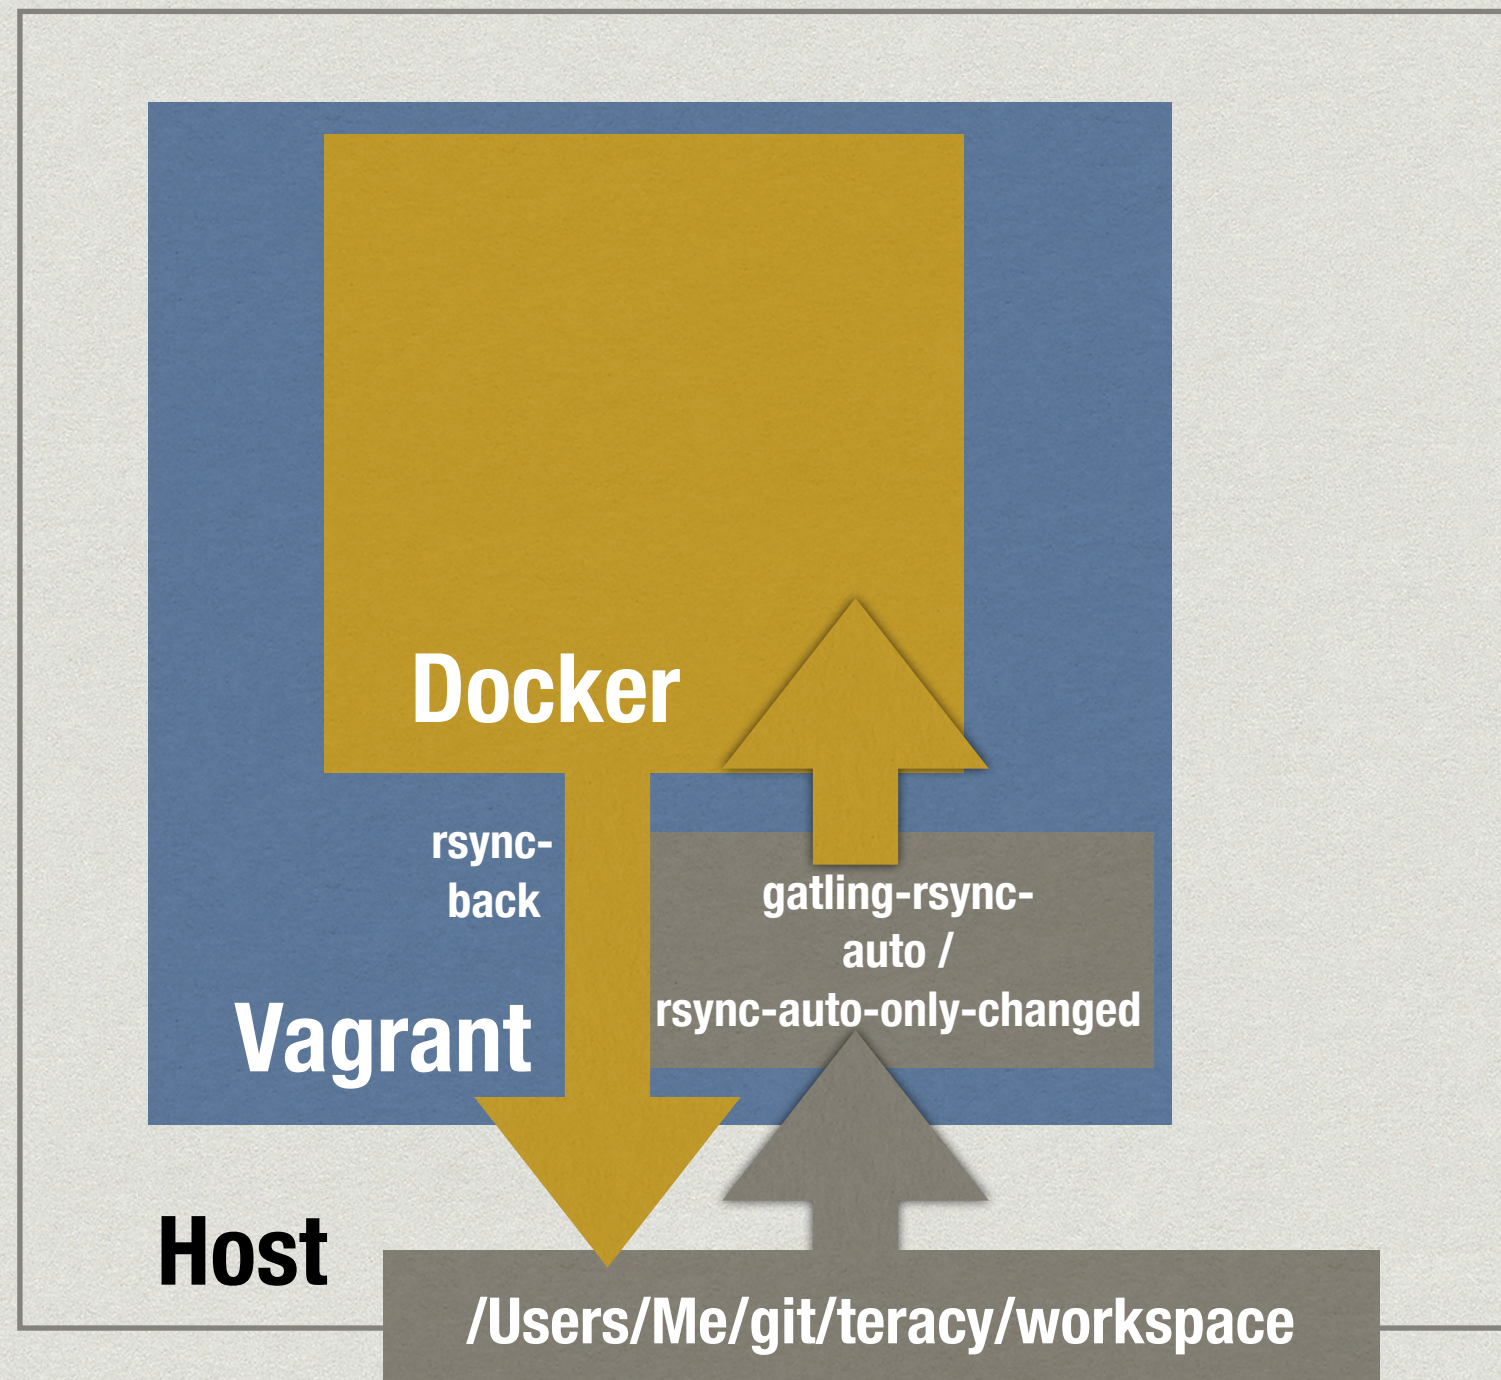 Docker
rsync-
back
gatling-rsync-
auto /
rsync-auto-only-changed
Vagrant
Host
/Users/Me/git/teracy/workspace